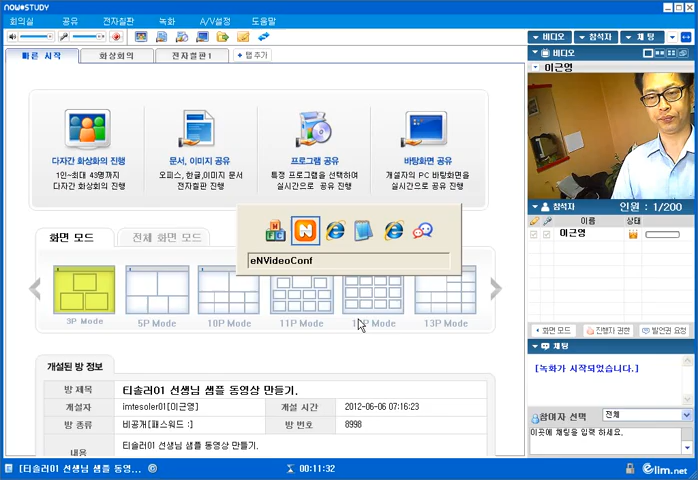 NOW●STUDY
회의실 공유 전자칠판 녹화 A/V설정 도움말
비디오 참석자 채팅
빠른 시작 화상회의 전자칠판1 + 탭 추가
다자간 화상회의 진행
1인~최대 43명까지
다자간 화상회의 진행
문서, 이미지 공유
오피스, 한글,이미지 문서
전자칠판 진행
프로그램 공유
특정 프로그램을 선택하여
실시간으로 공유 진행
바탕화면 공유
개설자의 PC 바탕화면을
실시간으로 공유 진행
화면 모드 전체 화면 모드
eNVideoConf
3P Mode 5P Mode 10P Mode 11P Mode 13P Mode
개설된 방 정보
방 제목 티솔러01 선생님 샘플 동영상 만들기.
개설자 imtesoler01[이근영] 개설 시간 2012-06-06 07:16:23
방 종류 비공개[패스워드 :] 방 번호 8998
내용 티솔러01 선생님 샘플 동영상 만들기.
비디오
이근영
참석자 인원 : 1/200
이름 상태
이근영
화면 모드 진행자 권한 발언권 요청
채팅
[녹화가 시작되었습니다.]
참여자 선택 전체
이곳에 채팅을 입력 하세요.
[티솔러01 선생님 샘플 동영... 00:11:32 elim.net